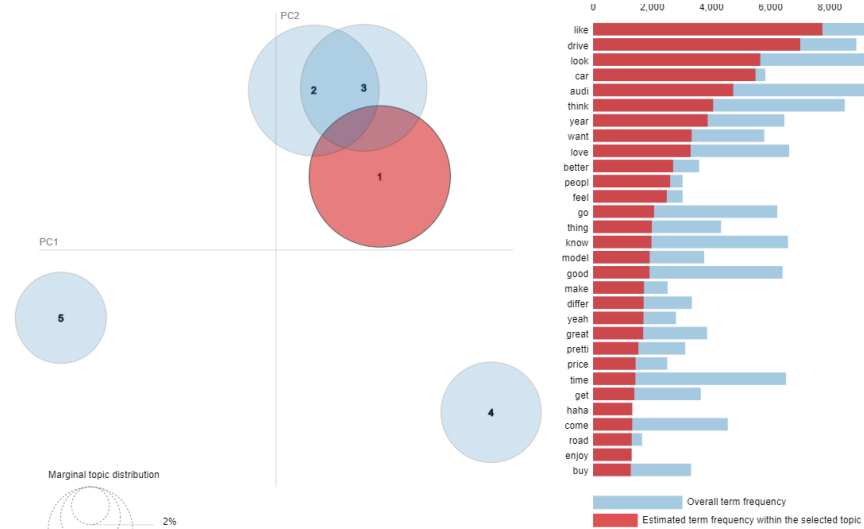 PC2
PC1
2
3
1
5
4
Marginal topic distribution
2%
0
2,000
4,000
6,000
8,000
like
drive
look
car
audi
think
year
want
love
better
peopl
feel
go
thing
know
model
good
make
differ
yeah
great
pretti
price
time
get
haha
come
road
enjoy
buy
Overall term frequency
Estimated term frequency within the selected topic